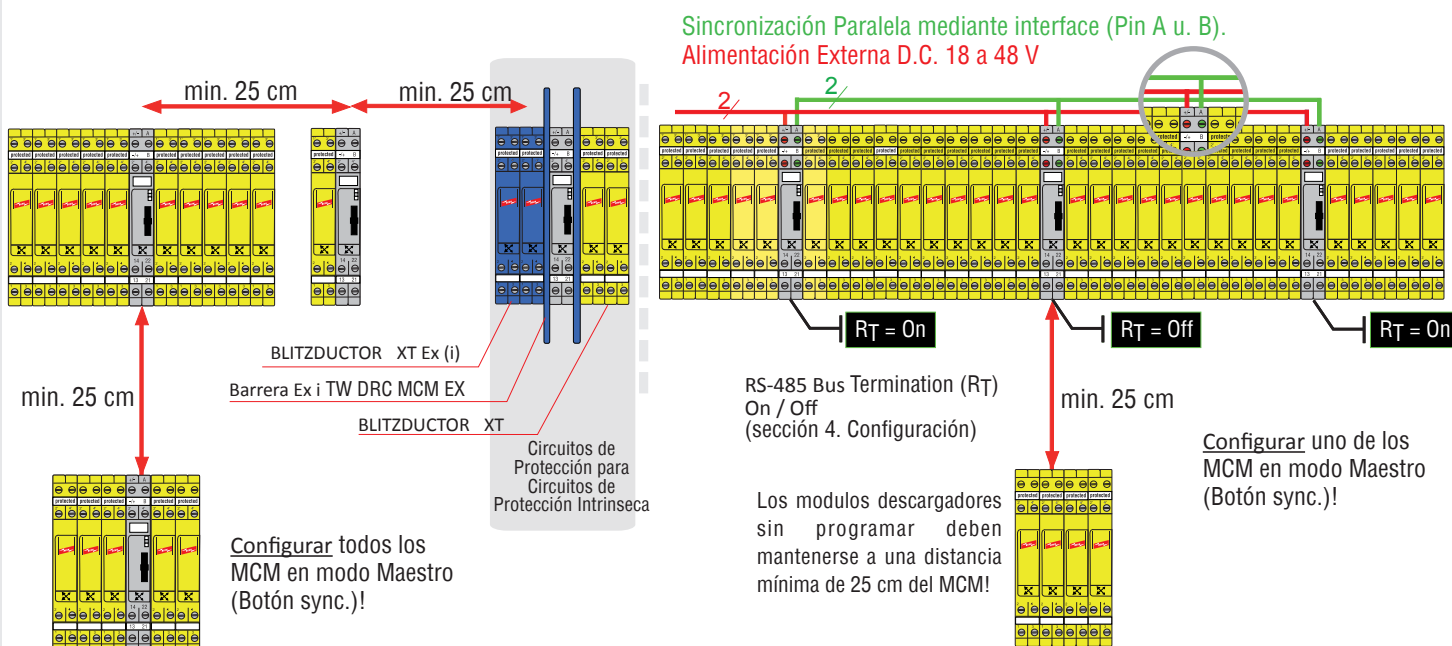 Sincronización Paralela mediante interface (Pin A u. B).
Alimentación Externa D.C. 18 a 48 V
min. 25 cm
min. 25 cm
2
2
BLITZDUCTOR XT Ex (i)
Barrera Ex i TW DRC MCM EX
BLITZDUCTOR XT
Circuitos de
Protección para
Circuitos de
Protección Intrinseca
min. 25 cm
Configurar todos los
MCM en modo Maestro
(Botón sync.)!
RT = On
RT = Off
RT = On
RS-485 Bus Termination (RT)
On / Off
(sección 4. Configuración)
min. 25 cm
Los modulos descargadores
sin programar deben
mantenerse a una distancia
mínima de 25 cm del MCM!
Configurar uno de los
MCM en modo Maestro
(Botón sync.)!